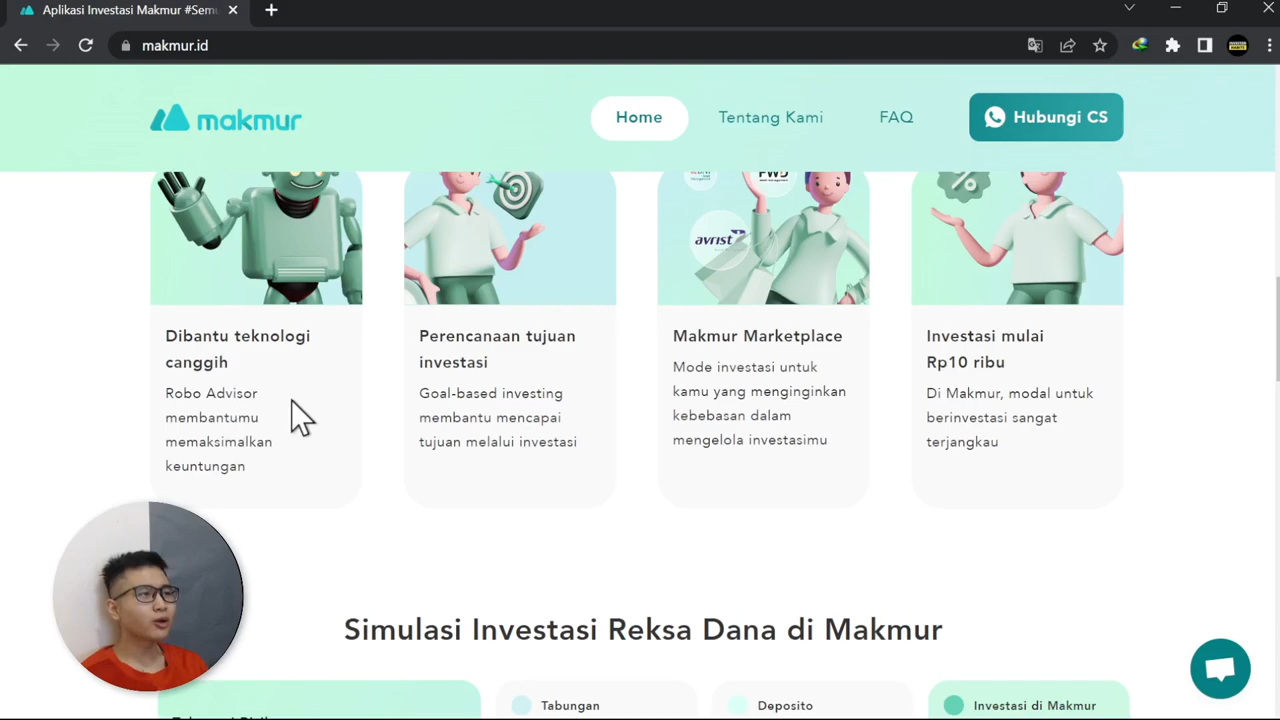 Aplikasi Investasi Makmur #Semu
makmur.id
makmur
Home
Tentang Kami
FAQ
Hubungi CS
FWD
avrist
%
Dibantu teknologi
canggih
Robo Advisor
membantumu
memaksimalkan
keuntungan
Perencanaan tujuan
investasi
Goal-based investing
membantu mencapai
tujuan melalui investasi
Makmur Marketplace
Mode investasi untuk
kamu yang menginginkan
kebebasan dalam
mengelola investasimu
Investasi mulai
Rp10 ribu
Di Makmur, modal untuk
berinvestasi sangat
terjangkau
Simulasi Investasi Reksa Dana di Makmur
Tabungan
Deposito
Investasi di Makmur